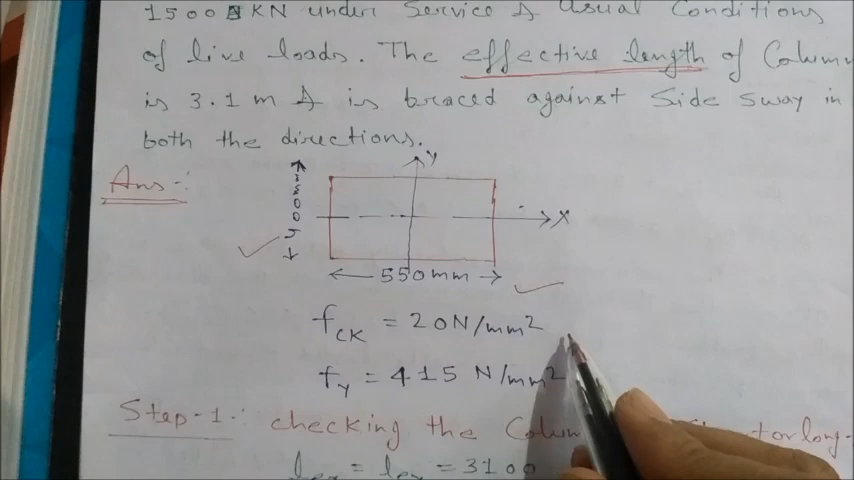 1500 KN under Service & usual Conditions
of live loads. The effective length of Column
is 3.1 m & is braced against Side Sway in
both the directions.
Ans:-
Y
X
550mm
fCK = 20N/mm2
fy = 415 N/mm2
Step-1:- checking the Column
lex = ley = 3100